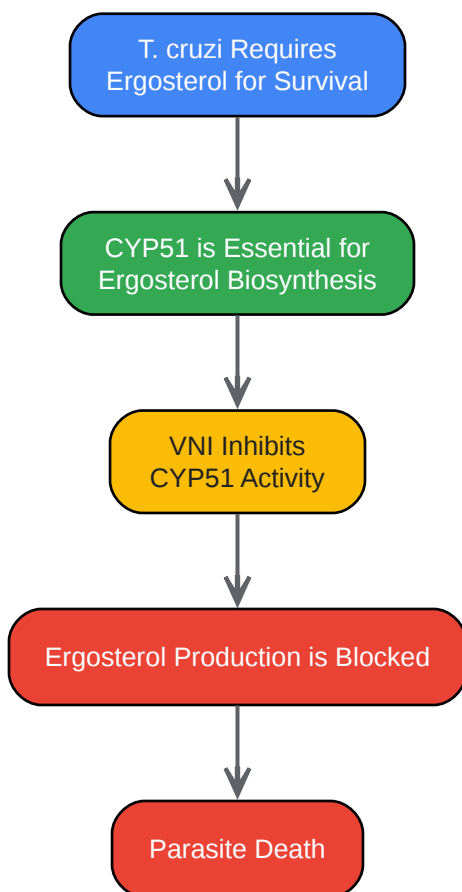 T. cruzi Requires
Ergosterol for Survival
CYP51 is Essential for
Ergosterol Biosynthesis
VNI Inhibits
CYP51 Activity
Ergosterol Production is Blocked
Parasite Death